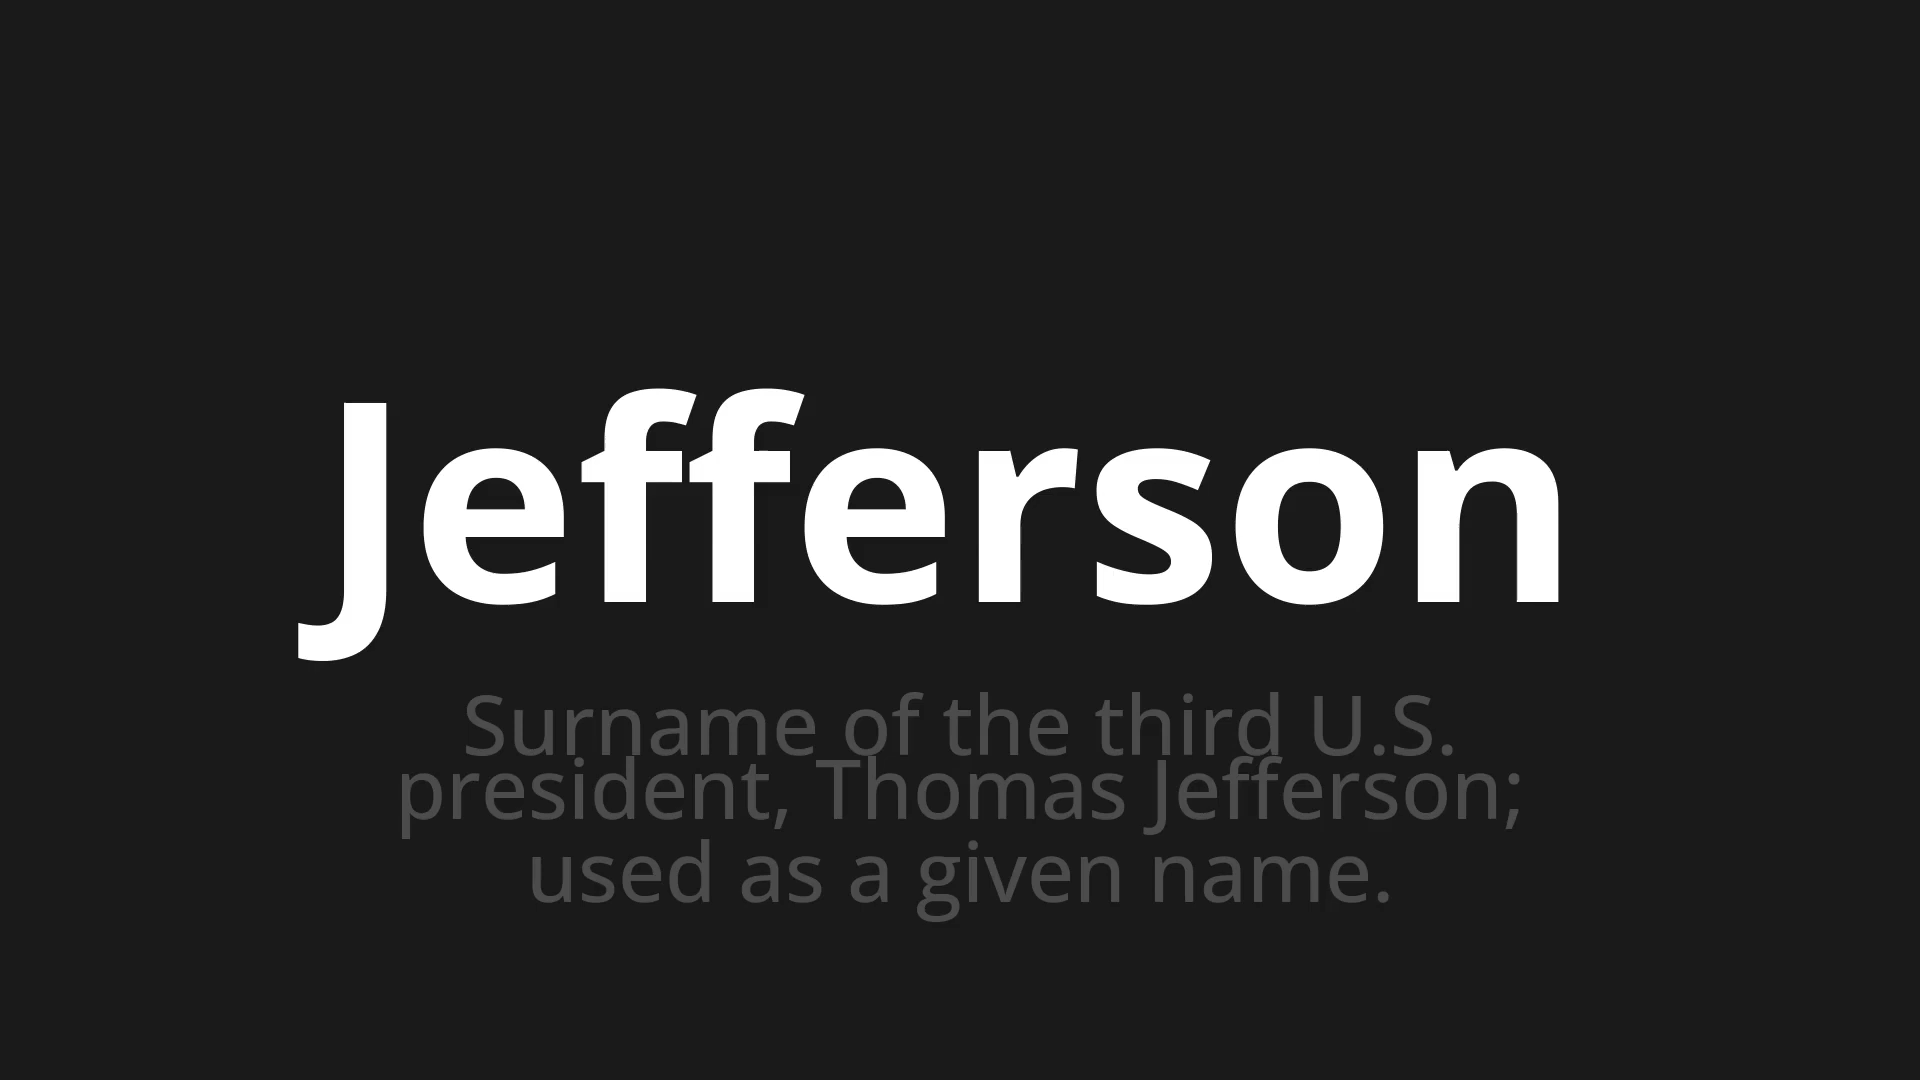 Jefferson
Surname of the third U.S.
president, Thomas Jefferson;
used as a given name.